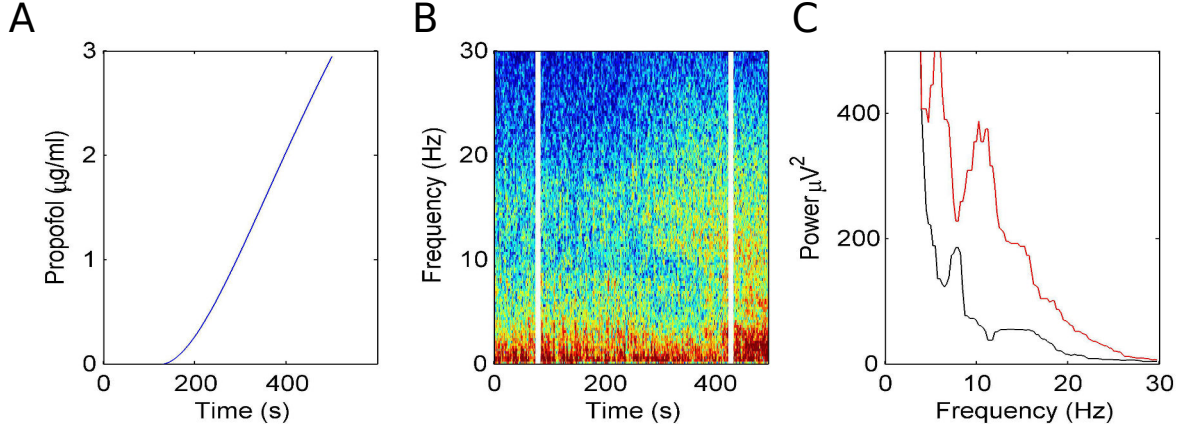 A
Propofol (µg/ml)
3
2
1
0
0 200 400
Time (s)
B
Frequency (Hz)
30
20
10
0
0 200 400
Time (s)
C
Power µV²
400
200
0
0 10 20 30
Frequency (Hz)